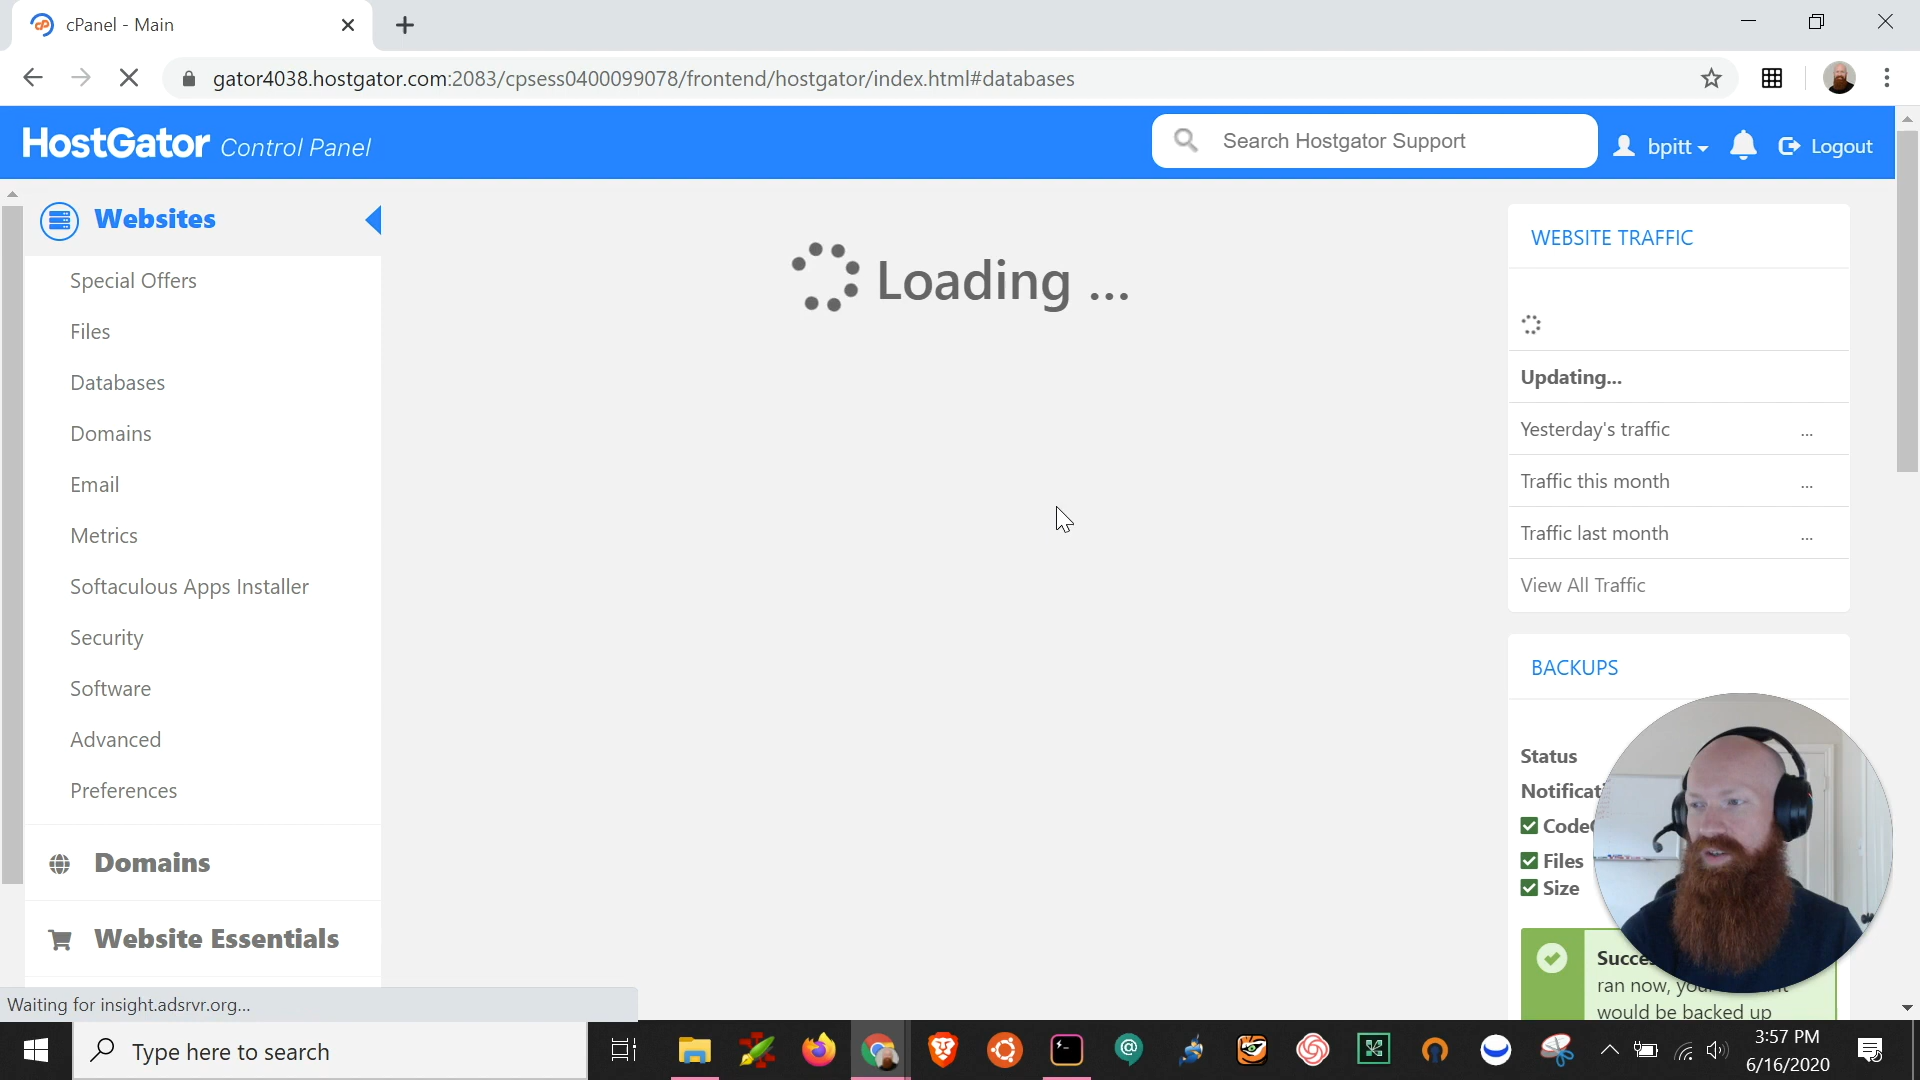 cPanel - Main
gator4038.hostgator.com:2083/cpsess0400099078/frontend/hostgator/index.html#databases
HostGator Control Panel
Search Hostgator Support
bpitt
Logout
Websites
Special Offers
Files
Databases
Domains
Email
Metrics
Softaculous Apps Installer
Security
Software
Advanced
Preferences
Domains
Website Essentials
Loading ...
WEBSITE TRAFFIC
Updating...
Yesterday's traffic ...
Traffic this month ...
Traffic last month ...
View All Traffic
BACKUPS
Status
Files
Size
ran now,
would be backed up
Waiting for insight.adsrvr.org...
Type here to search
3:57 PM
6/16/2020